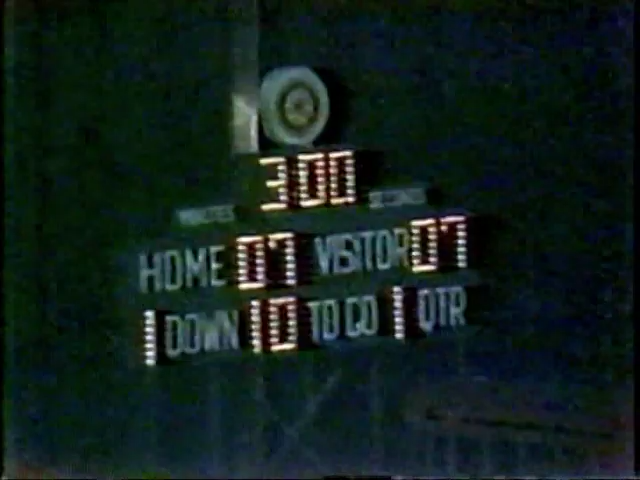 3:00
MINUTES SECONDS
HOME 07 VISITOR 07
1 DOWN 10 TO GO 1 QTR